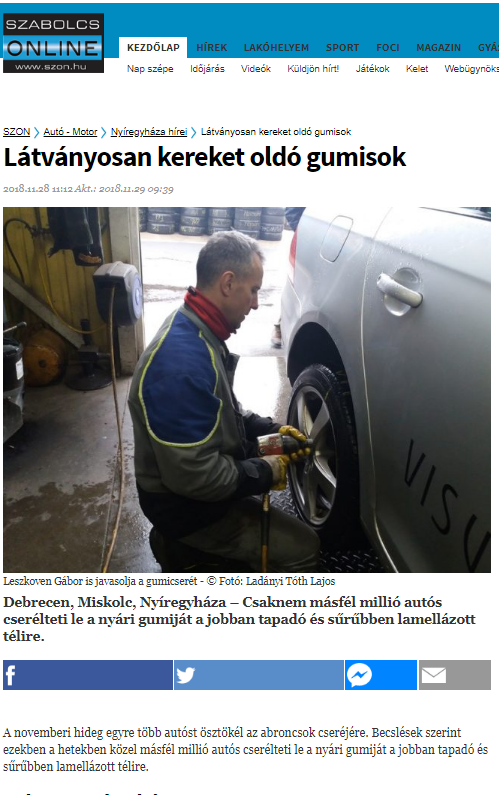 SZABOLCS
ONLINE
www.szon.hu
KEZDŐLAP HÍREK LAKÓHELYEM SPORT FOCI MAGAZIN GYÁ
Nap szépe Időjárás Videók Küldjön hírt! Játékok Kelet Webügynöks
SZON Autó - Motor Nyíregyháza hírei Látványosan kereket oldó gumisok
Látványosan kereket oldó gumisok
2018.11.28 11:12 Akt.: 2018.11.29 09:39
VISU
Leszkoven Gábor is javasolja a gumicserét - © Fotó: Ladányi Tóth Lajos
Debrecen, Miskolc, Nyíregyháza – Csaknem másfél millió autós
cserélteti le a nyári gumiját a jobban tapadó és sűrűbben lamellázott
télire.
A novemberi hideg egyre több autóst ösztökél az abroncsok cseréjére. Becslések szerint
ezekben a hetekben közel másfél millió autós cserélteti le a nyári gumiját a jobban tapadó és
sűrűbben lamellázott télire.